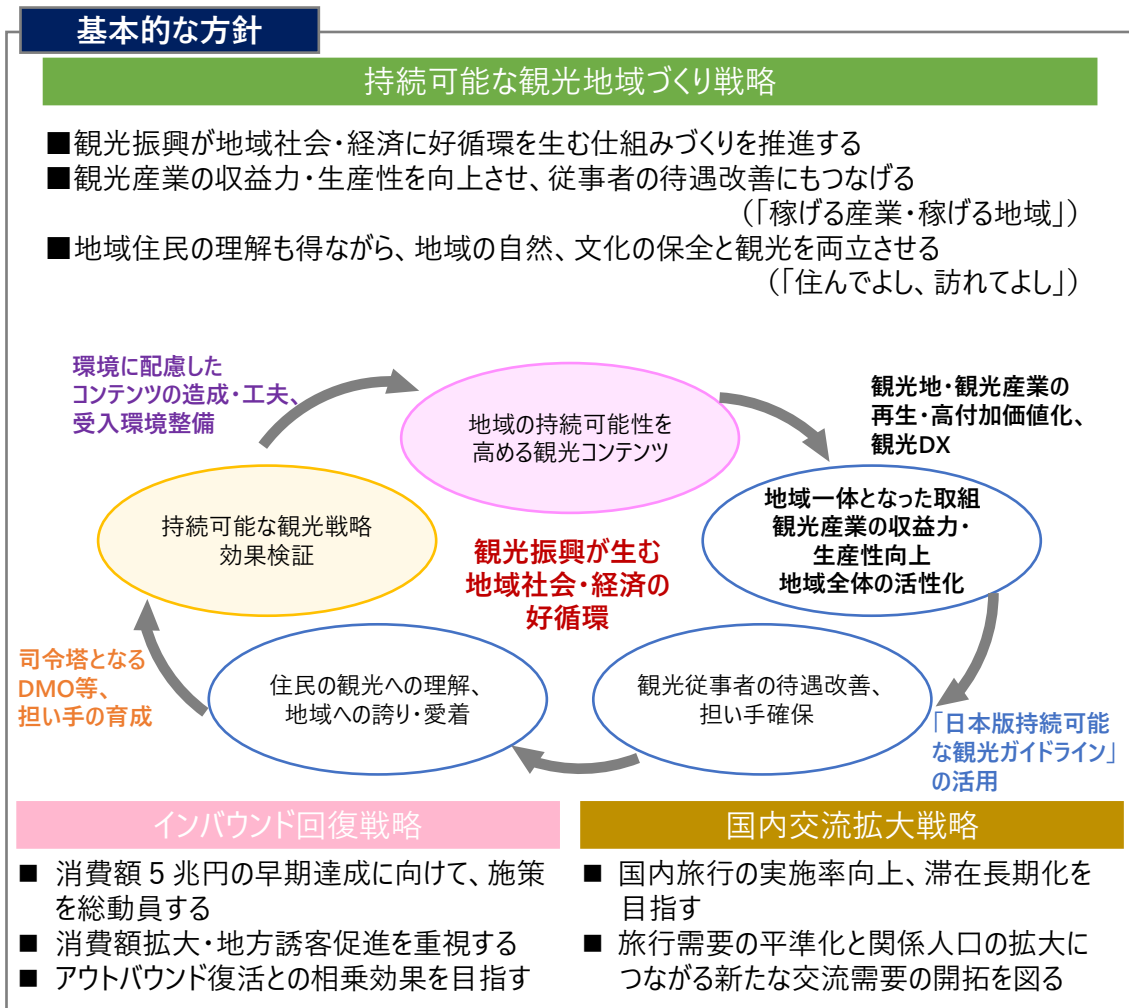 基本的な方針
持続可能な観光地域づくり戦略
■観光振興が地域社会・経済に好循環を生む仕組みづくりを推進する
■観光産業の収益力・生産性を向上させ、従事者の待遇改善にもつなげる
(「稼げる産業・稼げる地域」)
■地域住民の理解も得ながら、地域の自然、文化の保全と観光を両立させる
(「住んでよし、訪れてよし」)
環境に配慮した
コンテンツの造成・工夫、
受入環境整備
地域の持続可能性を
高める観光コンテンツ
観光地・観光産業の
再生・高付加価値化、
観光DX
地域一体となった取組
観光産業の収益力・
生産性向上
地域全体の活性化
持続可能な観光戦略
効果検証
観光振興が生む
地域社会・経済の
好循環
司令塔となる
DMO等、
担い手の育成
住民の観光への理解、
地域への誇り・愛着
観光従事者の待遇改善、
担い手確保
「日本版持続可能
な観光ガイドライン」
の活用
インバウンド回復戦略
■ 消費額5兆円の早期達成に向けて、施策
を総動員する
■ 消費額拡大・地方誘客促進を重視する
■ アウトバウンド復活との相乗効果を目指す
国内交流拡大戦略
■ 国内旅行の実施率向上、滞在長期化を
目指す
■ 旅行需要の平準化と関係人口の拡大に
つながる新たな交流需要の開拓を図る